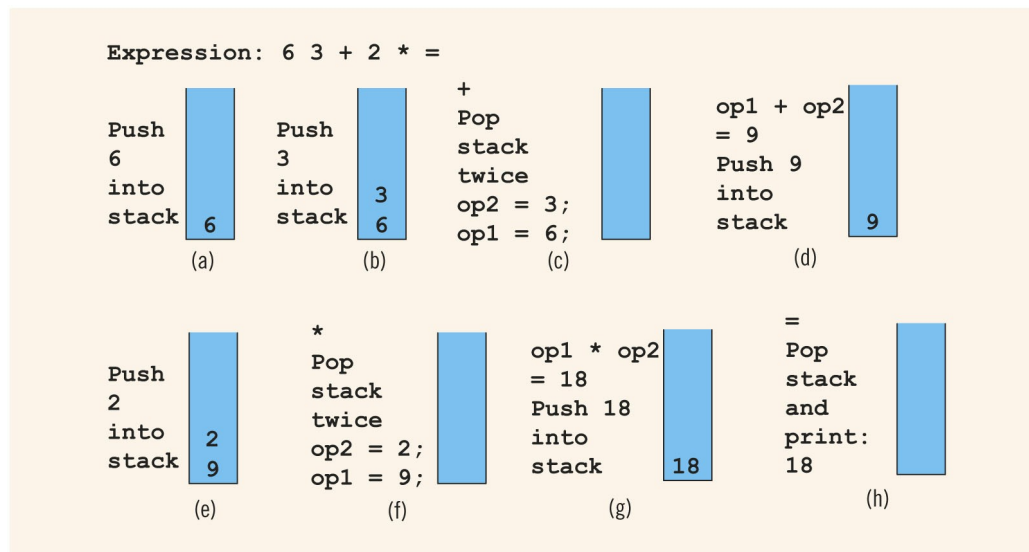 Expression: 6 3 + 2 * =
Push
6
into
stack
6
(a)
Push
3
into
stack
3
6
(b)
+
Pop
stack
twice
op2 = 3;
op1 = 6;
(c)
op1 + op2
= 9
Push 9
into
stack
9
(d)
Push
2
into
stack
2
9
(e)
*
Pop
stack
twice
op2 = 2;
op1 = 9;
(f)
op1 * op2
= 18
Push 18
into
stack
18
(g)
=
Pop
stack
and
print:
18
(h)